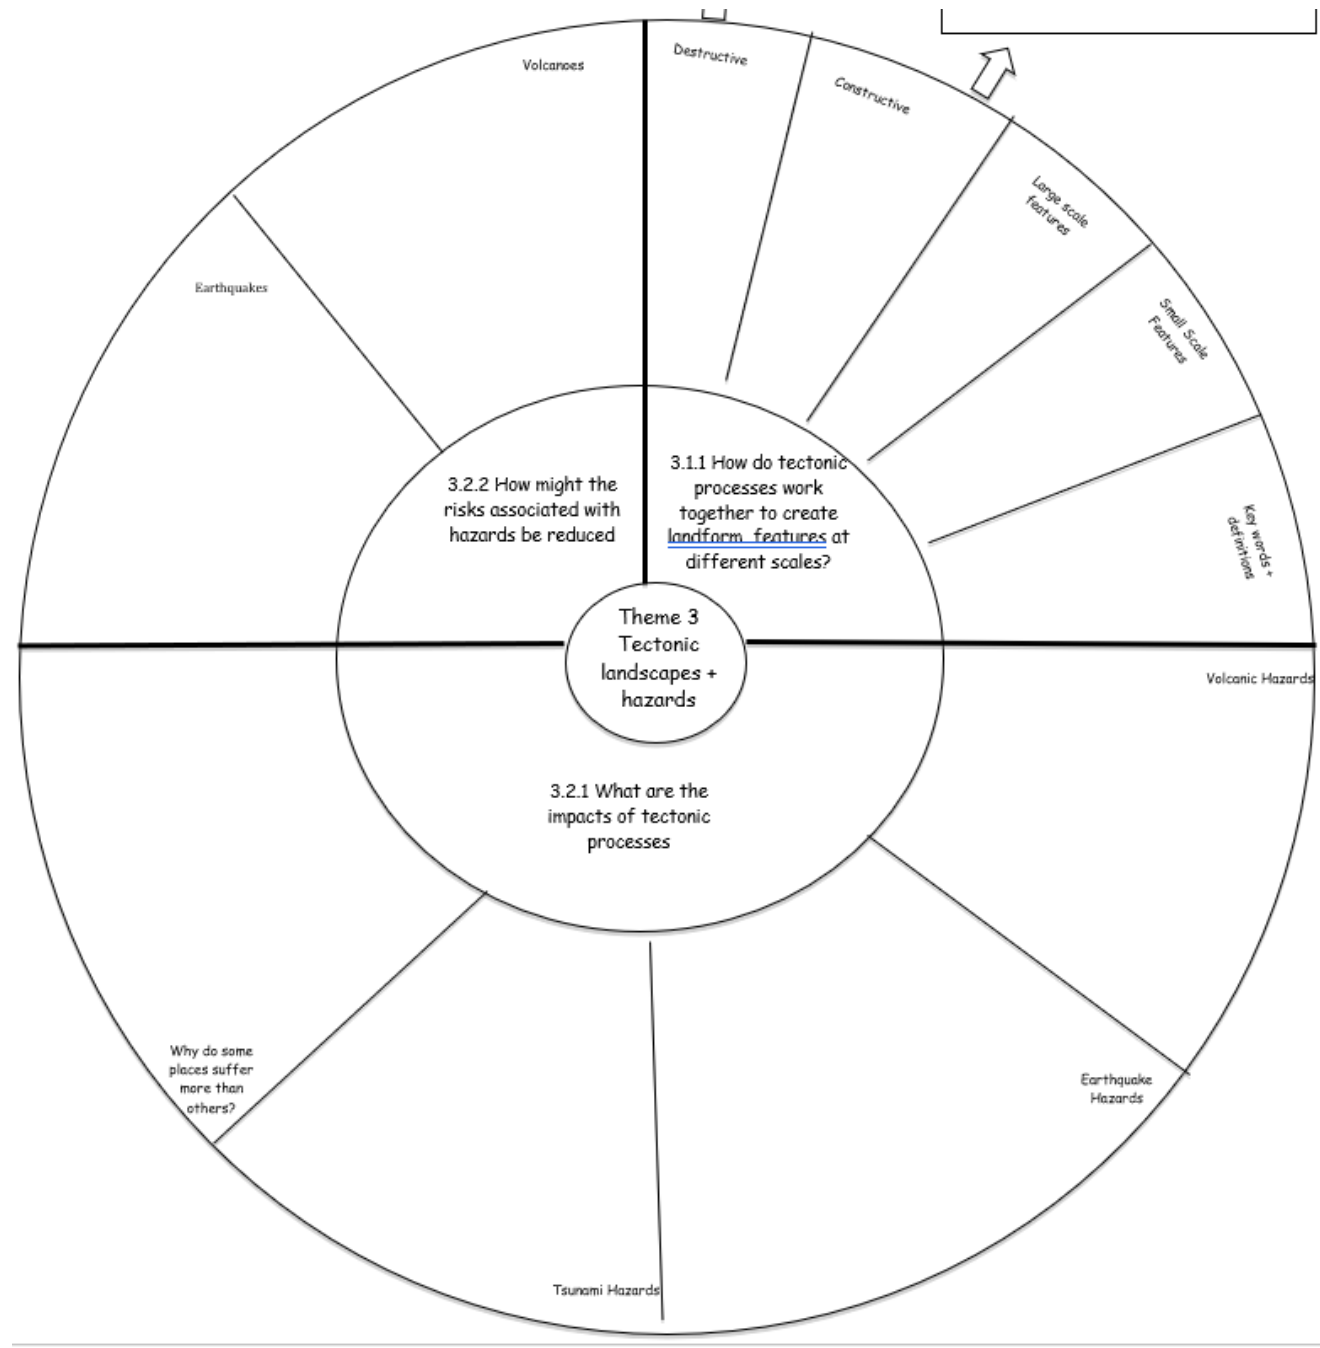 Volcanoes
Destructive
Constructive
Large scale
features
Small Scale
Features
Key words +
definitions
Earthquakes
3.2.2 How might the
risks associated with
hazards be reduced
3.1.1 How do tectonic
processes work
together to create
landform features at
different scales?
Theme 3
Tectonic
landscapes +
hazards
Volcanic Hazards
3.2.1 What are the
impacts of tectonic
processes
Why do some
places suffer
more than
others?
Earthquake
Hazards
Tsunami Hazards